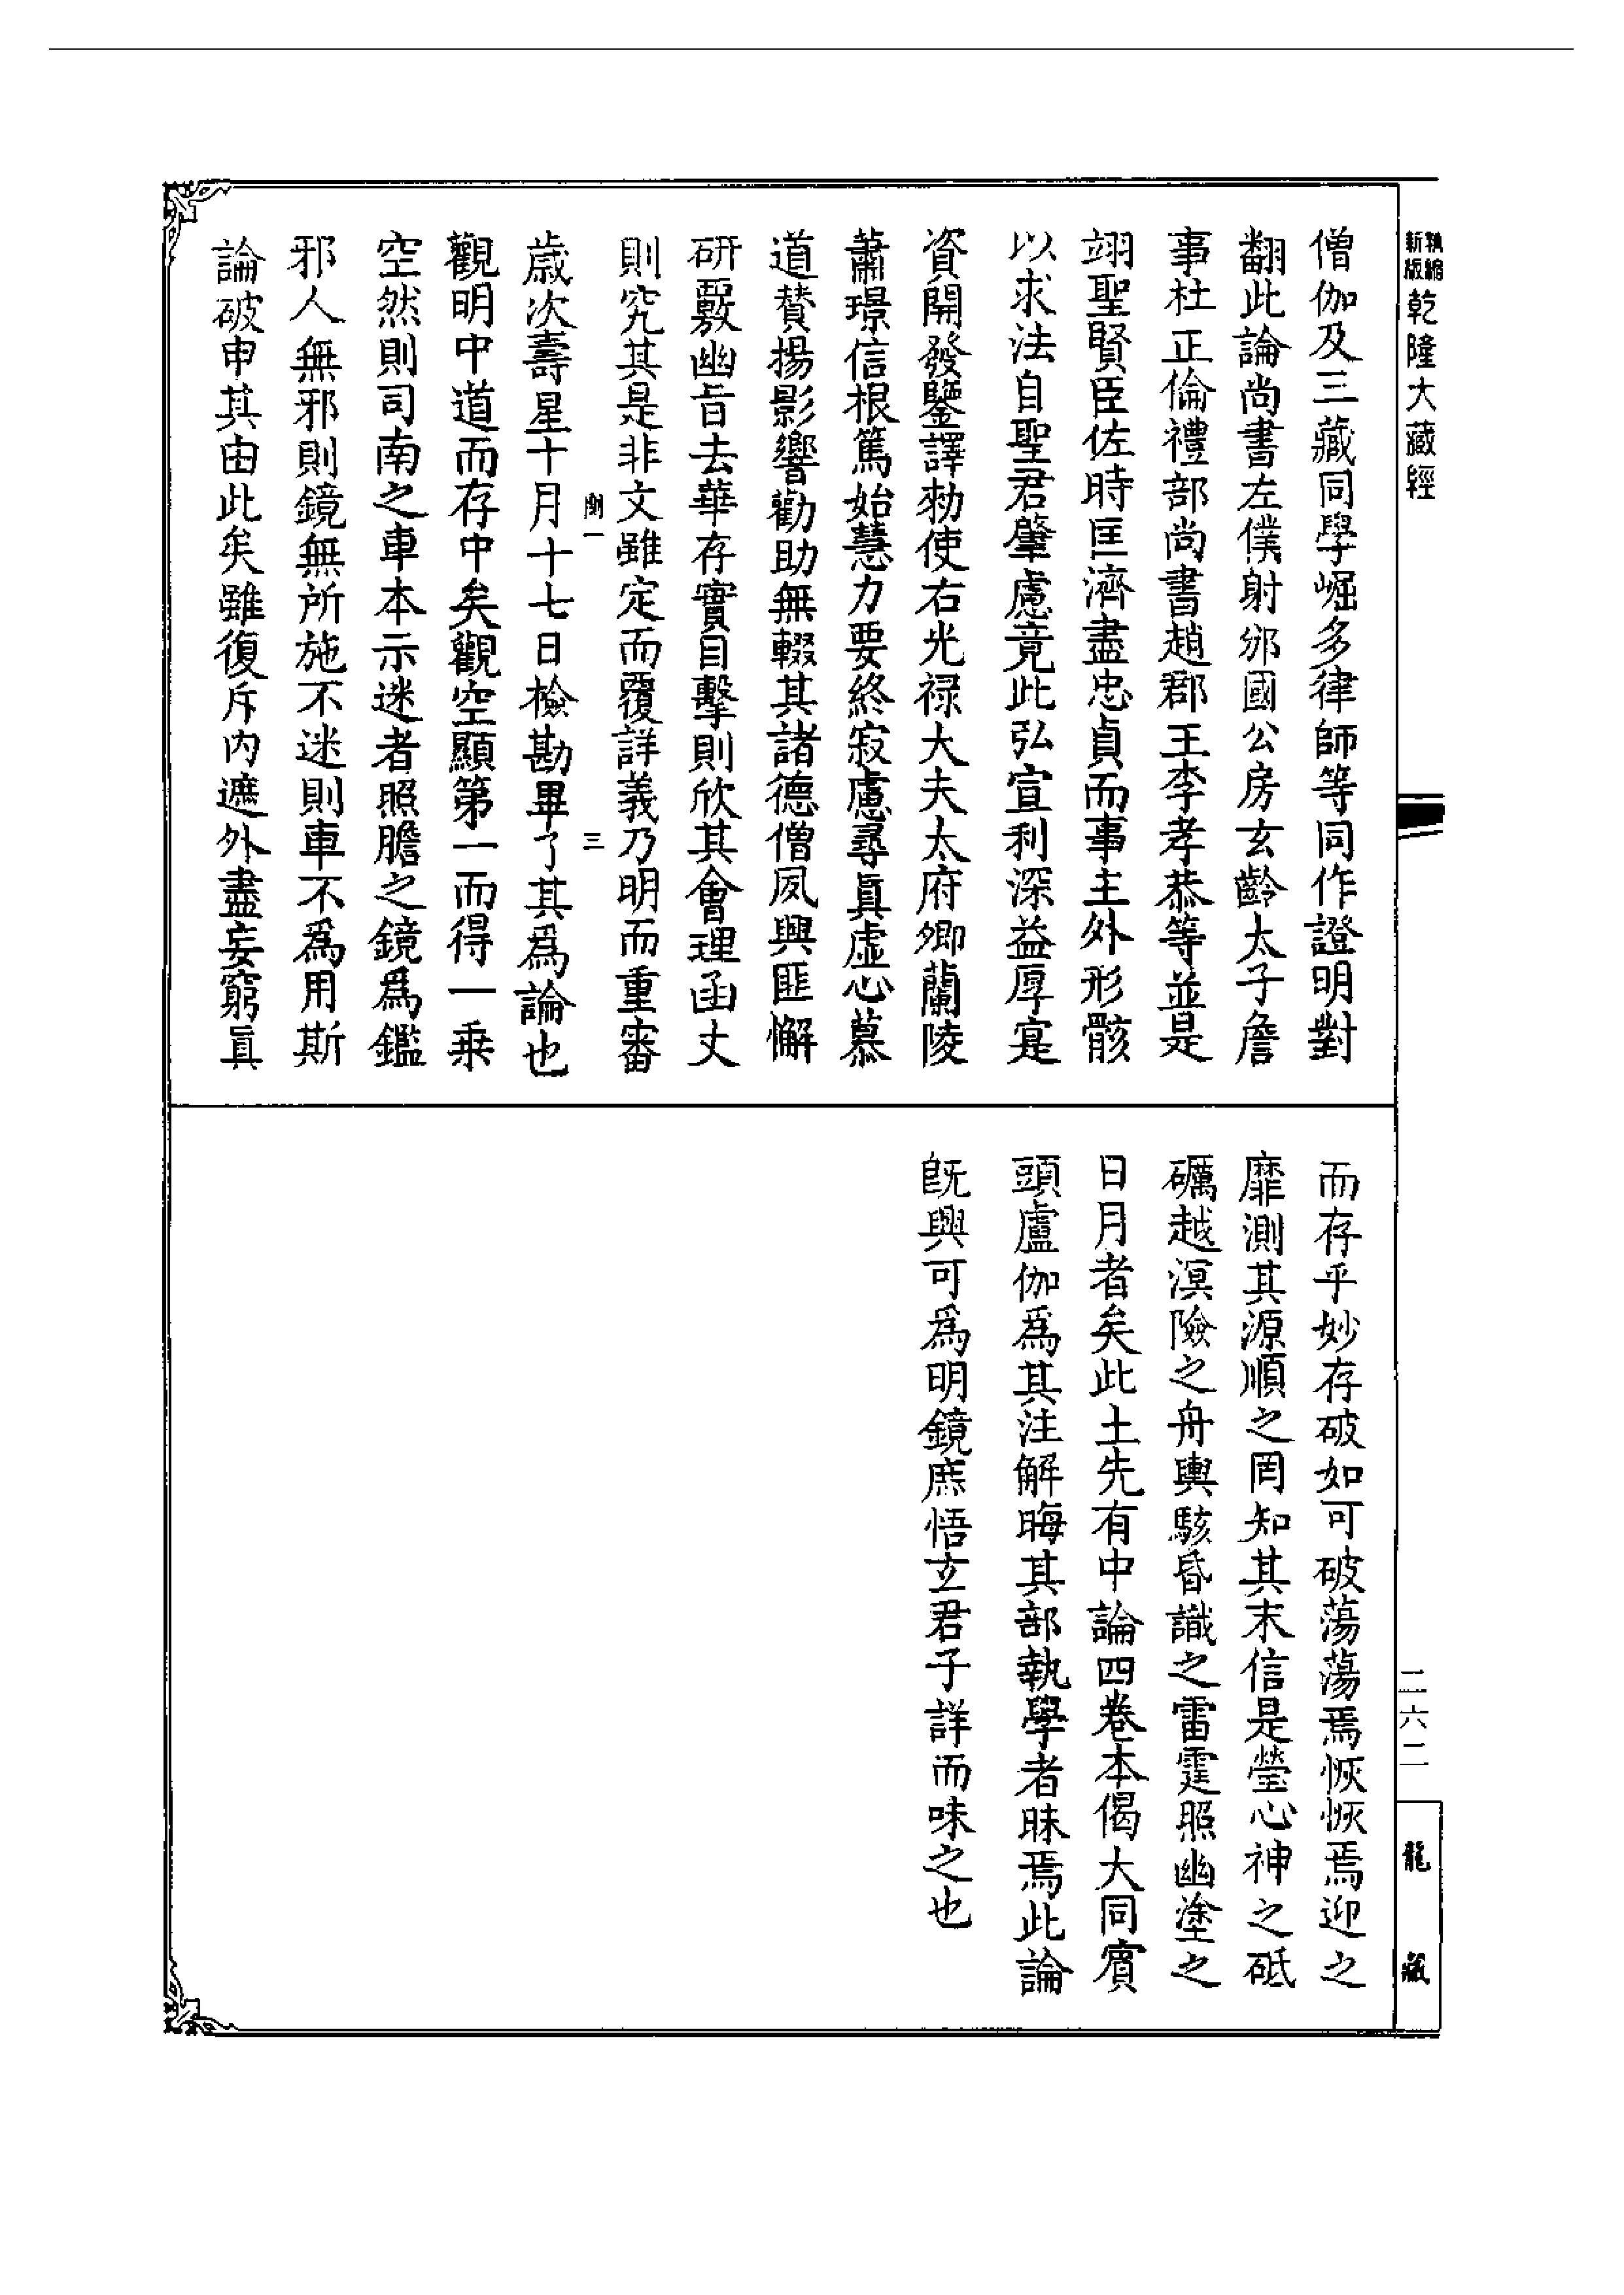 新版
縮
乾隆大藏經
僧伽及三藏同學崛多律師等同作證明對
翻此論尚書左僕射邠國公房玄齡太子詹
事杜正倫禮部尚書趙郡王李孝恭等並是
翊聖賢臣佐時匡濟盡忠貞而事主外形骸
以求法自聖君肇慮竟此弘宣利深益厚寔
資開發鑒譯勑使右光祿大夫太府卿蘭陵
蕭璟信根篤始慧力要終寂慮尋眞虛心慕
道贊揚影響勸助無輟其諸德僧夙興匪懈
研覈幽旨去華存實目擊則欣其會理函丈
則究其是非文雖定而覆詳義乃明而重審
一 三
歲次壽星十月十七日檢勘畢了其爲論也
觀明中道而存中矣觀空顯第一而得一乗
空然則司南之車本示迷者照膽之鏡爲鑑
邪人無邪則鏡無所施不迷則車不爲用斯
論破申其由此矣雖復斥內遮外盡妄窮眞
而存乎妙存破如可破蕩蕩焉恢恢焉迎之
靡測其源順之罔知其末信是瑩心神之砥
礪越溟險之舟輿駭昏識之雷霆照幽塗之
日月者矣此土先有中論四卷本偈大同賓
頭盧伽爲其注解晦其部執學者昧焉此論
旣興可爲明鏡庶悟玄君子詳而味之也
二六二
龍藏